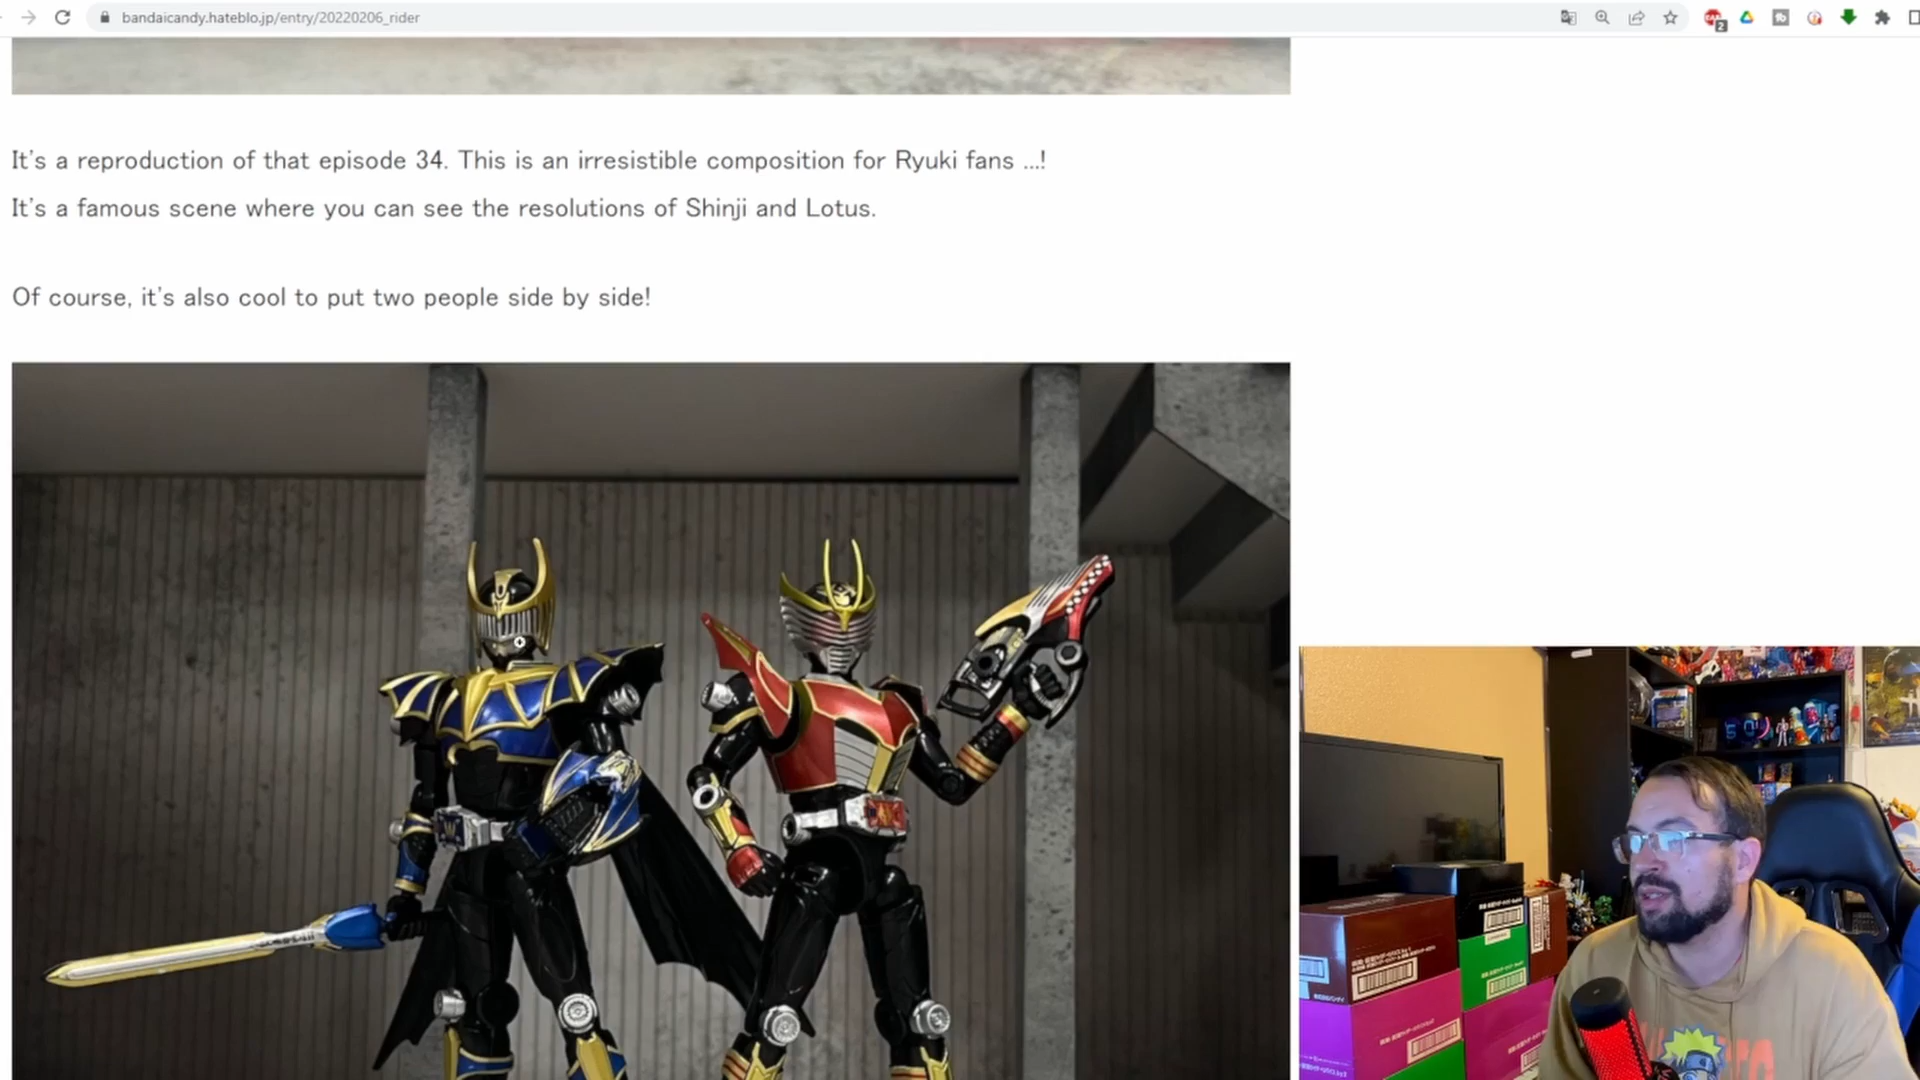 bandaicandy.hateblo.jp/entry/20220206_rider
2
It's a reproduction of that episode 34. This is an irresistible composition for Ryuki fans ...!
It's a famous scene where you can see the resolutions of Shinji and Lotus.
Of course, it's also cool to put two people side by side!